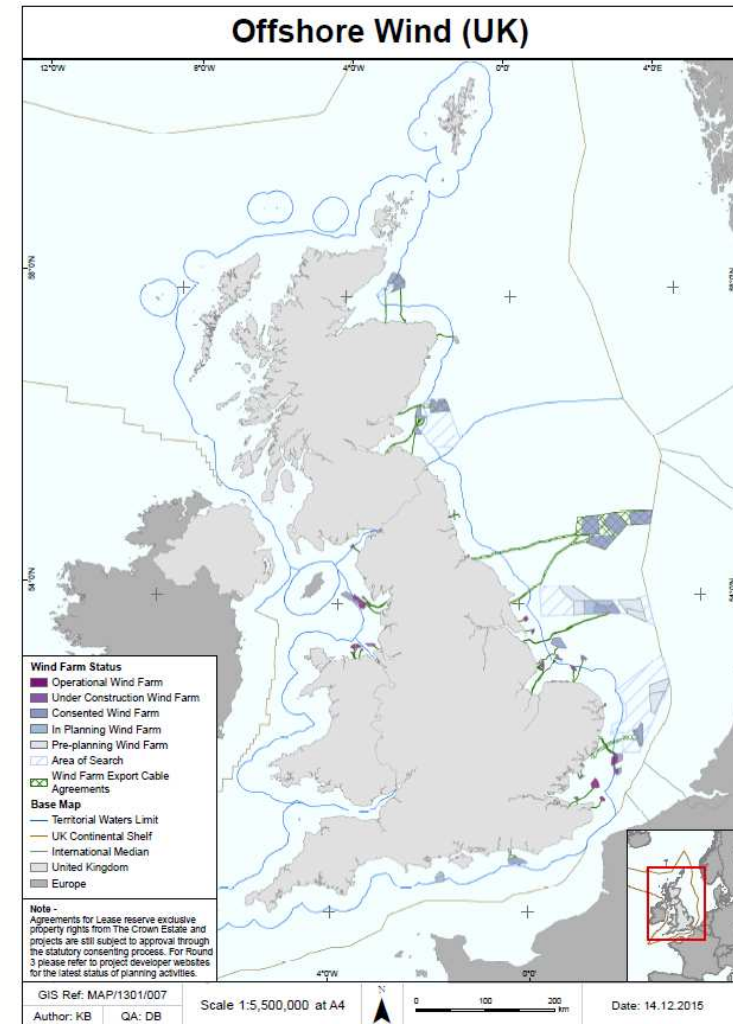 Offshore Wind (UK)
12°0'W
8°0'W
4°0'W
0°0'
4°0'E
58°0'N
54°0'N
54°0'N
Wind Farm Status
Operational Wind Farm
Under Construction Wind Farm
Consented Wind Farm
In Planning Wind Farm
Pre-planning Wind Farm
Area of Search
Wind Farm Export Cable
Agreements
Base Map
Territorial Waters Limit
UK Continental Shelf
International Median
United Kingdom
Europe
Note -
Agreements for Lease reserve exclusive
property rights from The Crown Estate and
projects are still subject to approval through
the statutory consenting process. For Round
3 please refer to project developer websites
for the latest status of planning activities.
4°0'W
0°0'
GIS Ref: MAP/1301/007
Author: KB
QA: DB
Scale 1:5,500,000 at A4
N
0
100
200
km
Date: 14.12.2015